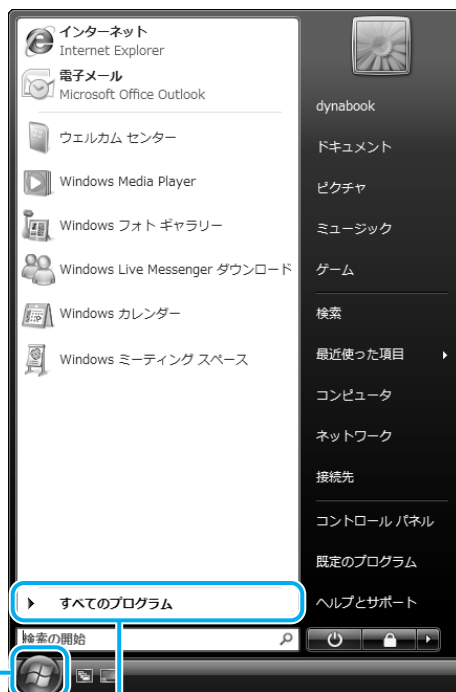 インターネット
Internet Explorer
電子メール
Microsoft Office Outlook
ウェルカム センター
Windows Media Player
Windows フォト ギャラリー
Windows Live Messenger ダウンロード
Windows カレンダー
Windows ミーティング スペース
すべてのプログラム
検索の開始
dynabook
ドキュメント
ピクチャ
ミュージック
ゲーム
検索
最近使った項目
コンピュータ
ネットワーク
接続先
コントロール パネル
既定のプログラム
ヘルプとサポート